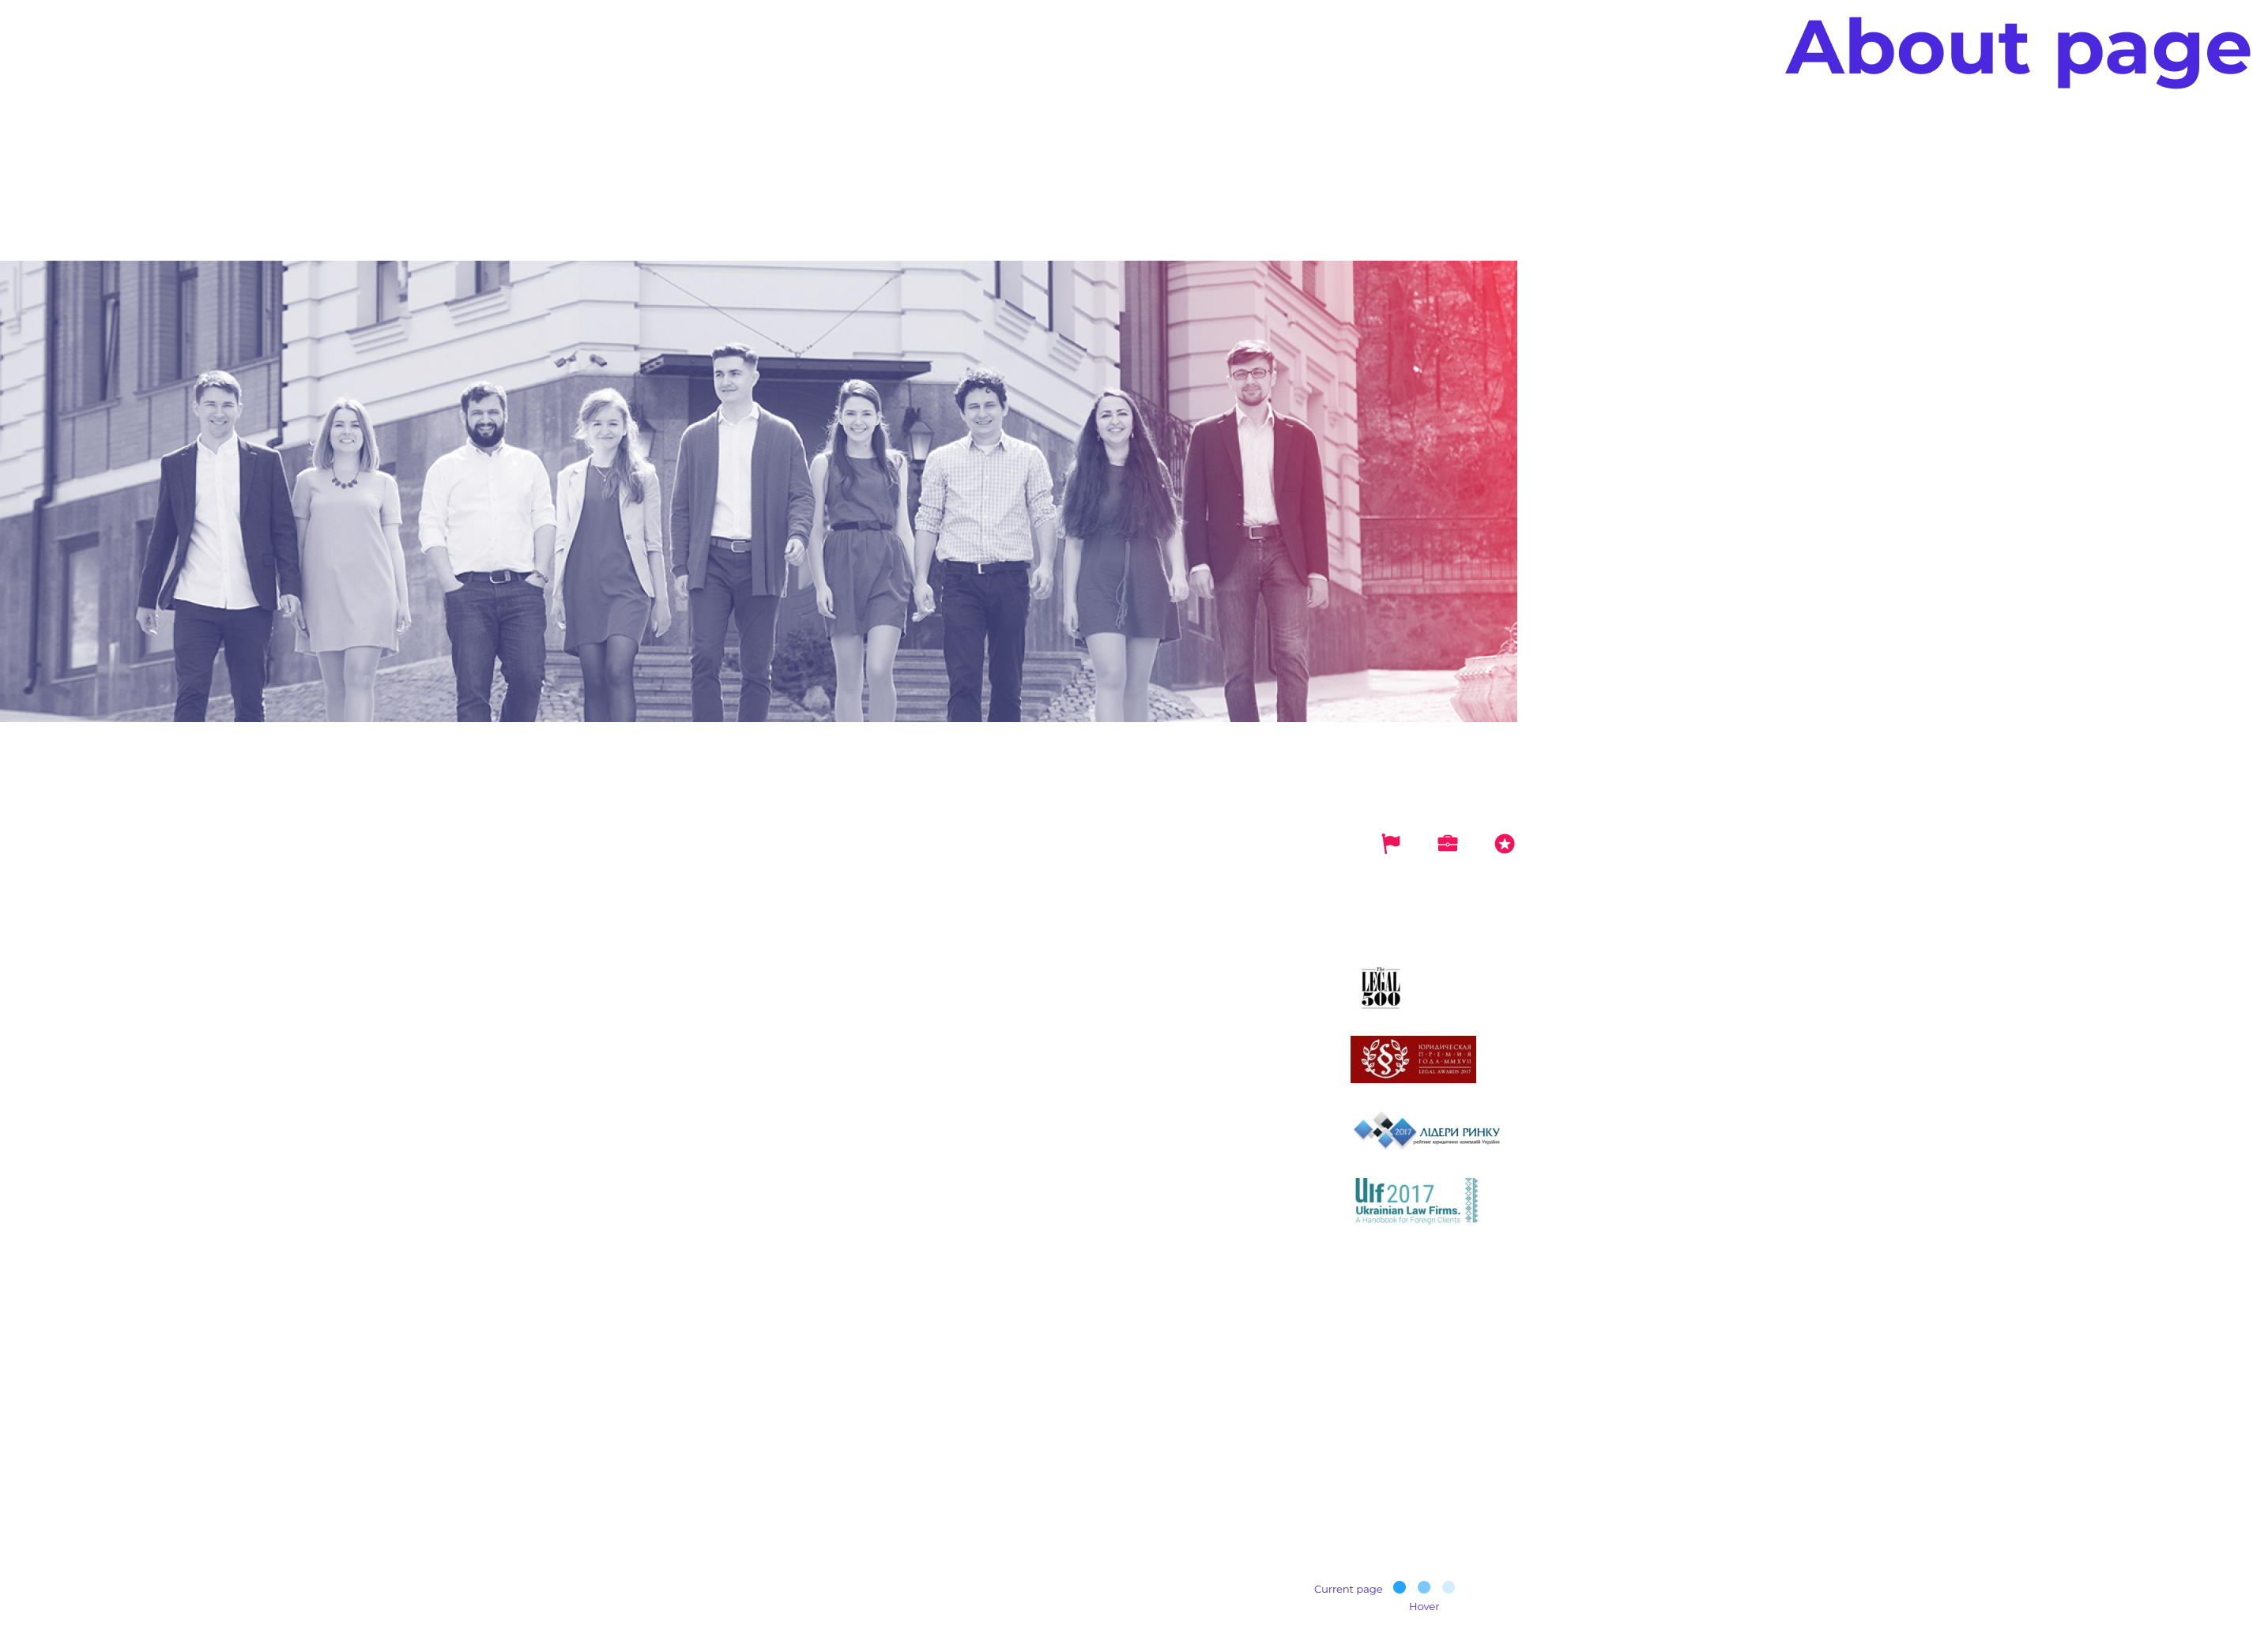 About page
The
LEGAL
500
ЮРИДИЧЕСКАЯ
П·Р·Е·М·И·Я
ГОДА·MMXVII
LEGAL AWARDS 2017
2017 ЛІДЕРИ РИНКУ
рейтинг юридичних компаній України
Ulf 2017
Ukrainian Law Firms.
A Handbook for Foreign Clients
Current page
Hover